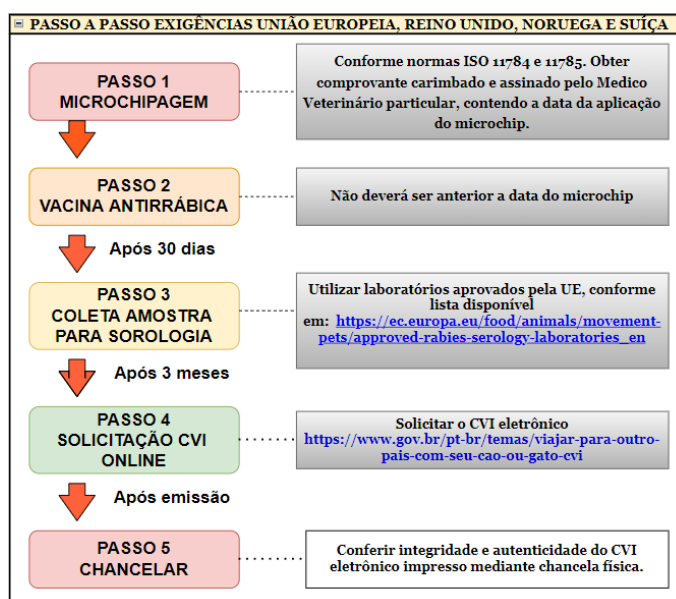 PASSO A PASSO EXIGÊNCIAS UNIÃO EUROPEIA, REINO UNIDO, NORUEGA E SUÍÇA
PASSO 1
MICROCHIPAGEM
Conforme normas ISO 11784 e 11785. Obter
comprovante carimbado e assinado pelo Medico
Veterinário particular, contendo a data da aplicação
do microchip.
PASSO 2
VACINA ANTIRRÁBICA
Não deverá ser anterior a data do microchip
Após 30 dias
PASSO 3
COLETA AMOSTRA
PARA SOROLOGIA
Utilizar laboratórios aprovados pela UE, conforme
lista disponível
em: https://ec.europa.eu/food/animals/movement-
pets/approved-rabies-serology-laboratories_en
Após 3 meses
PASSO 4
SOLICITAÇÃO CVI
ONLINE
Solicitar o CVI eletrônico
https://www.gov.br/pt-br/temas/viajar-para-outro-
pais-com-seu-cao-ou-gato-cvi
Após emissão
PASSO 5
CHANCELAR
Conferir integridade e autenticidade do CVI
eletrônico impresso mediante chancela física.